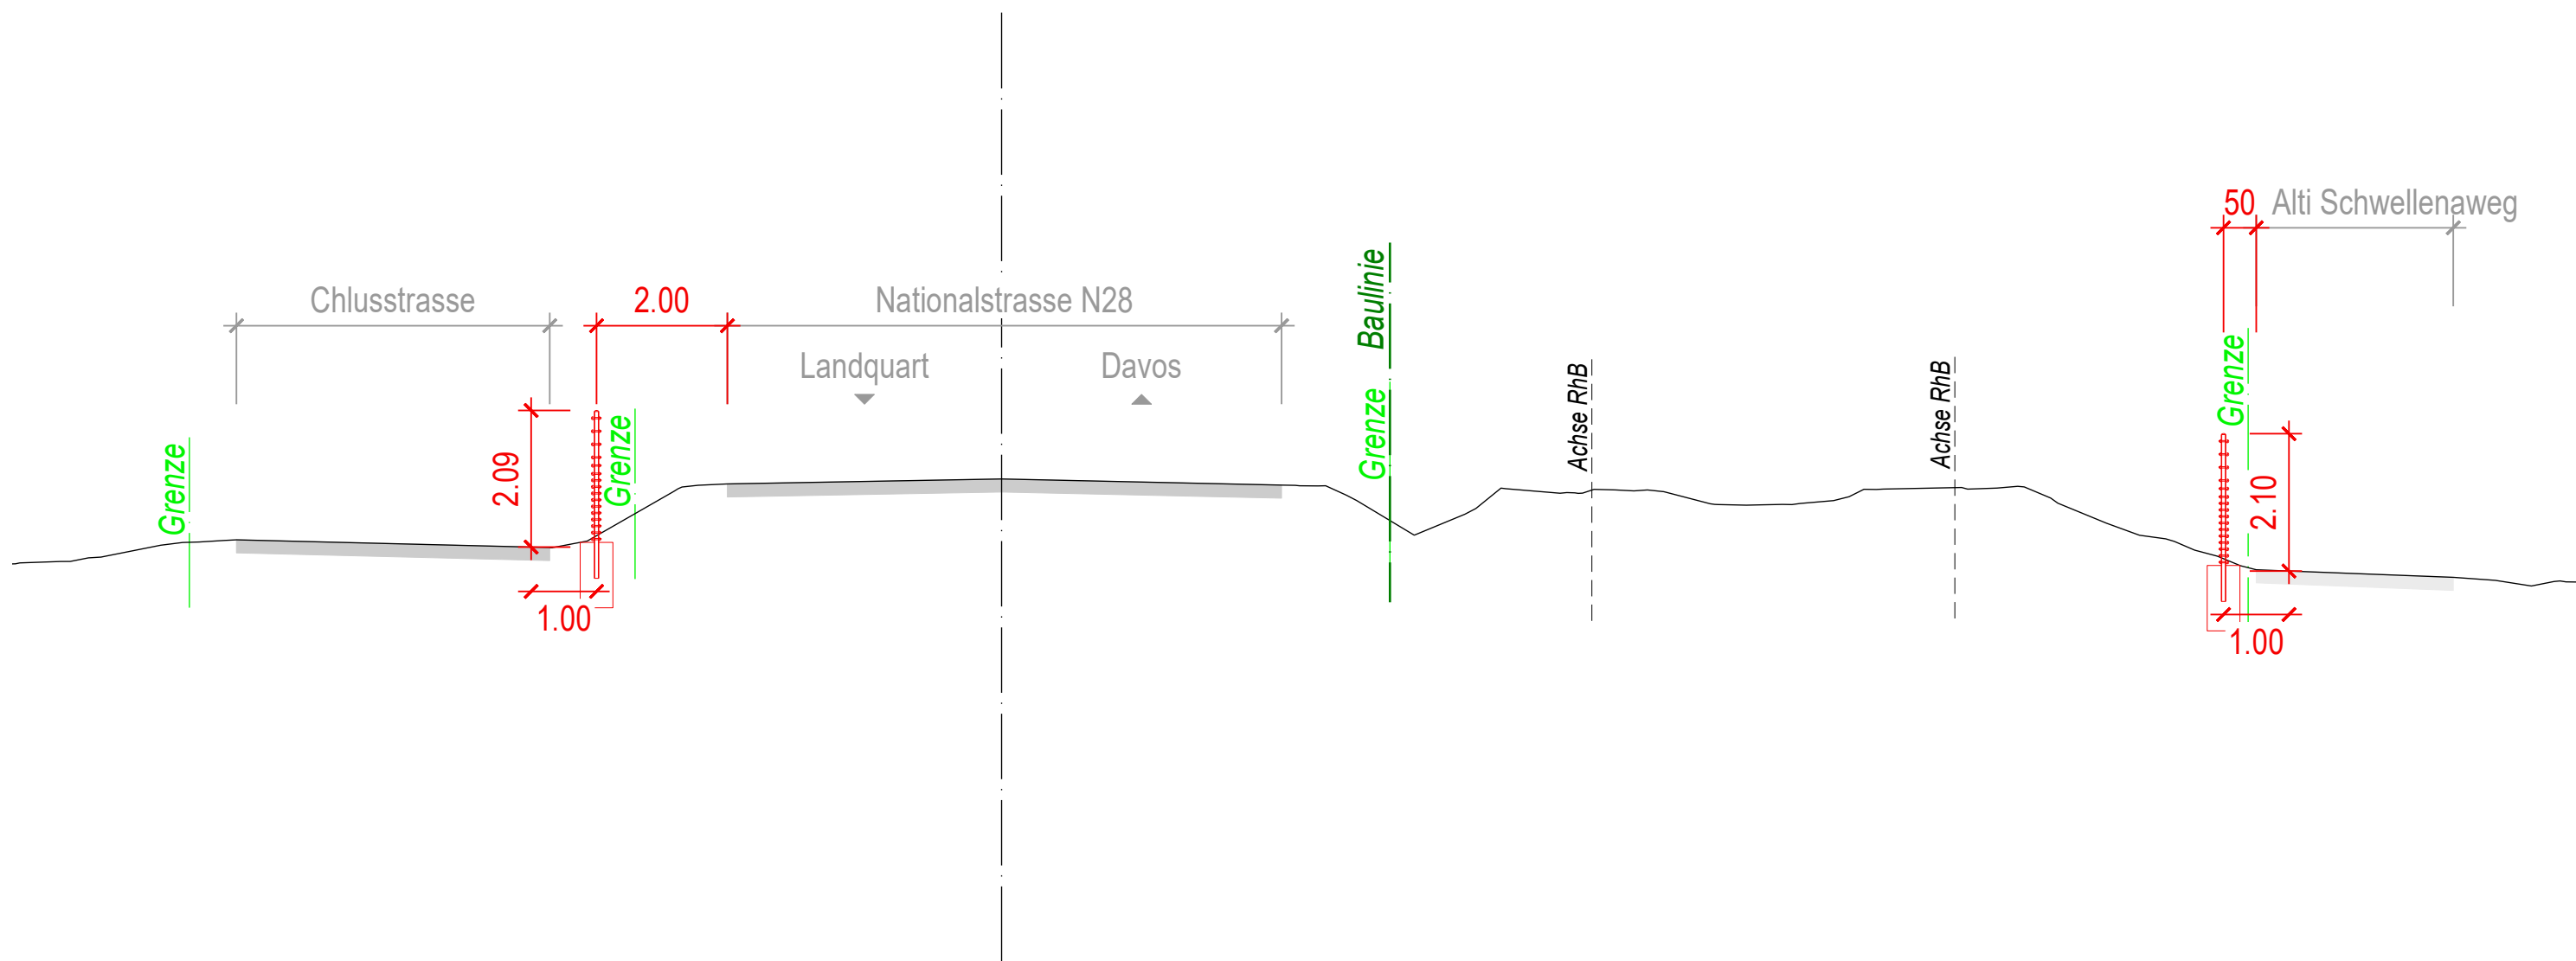 50
Alti Schwellenaweg
Chlusstrasse
2.00
Nationalstrasse N28
Baulinie
Landquart
Davos
Grenze
Grenze
Grenze
Achse RhB
Achse RhB
Grenze
2.09
2.10
1.00
1.00